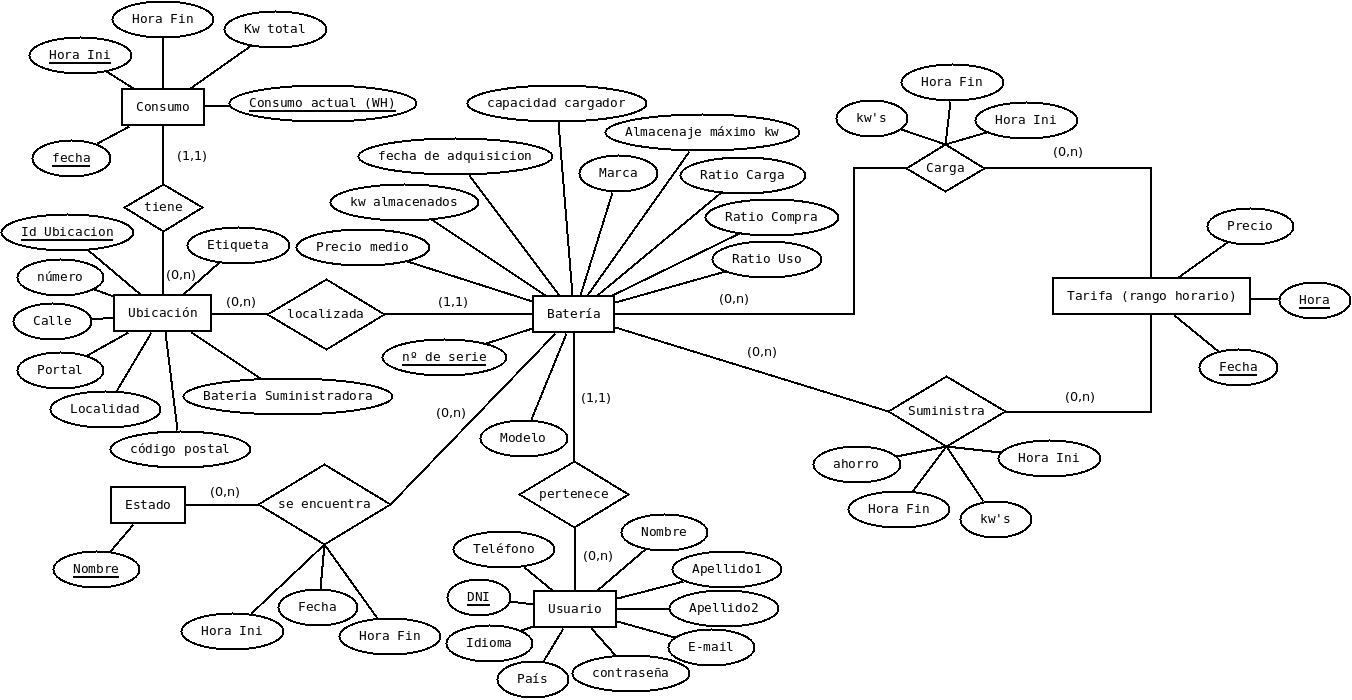 Hora Fin
Kw total
Hora Ini
Consumo
Consumo actual (WH)
fecha
(1,1)
tiene
Id Ubicacion
Etiqueta
número
(0,n)
Calle
Ubicación
Portal
Localidad
Bateria Suministradora
código postal
(0,n)
localizada
(1,1)
capacidad cargador
Almacenaje máximo kw
fecha de adquisicion
Marca
Ratio Carga
kw almacenados
Ratio Compra
Precio medio
Ratio Uso
Batería
nº de serie
Modelo
(0,n)
(0,n)
(1,1)
(0,n)
Hora Fin
kw's
Hora Ini
Carga
(0,n)
Precio
Tarifa (rango horario)
Hora
Fecha
(0,n)
Suministra
ahorro
Hora Ini
Hora Fin
kw's
Estado
(0,n)
se encuentra
Nombre
Hora Ini
Fecha
Hora Fin
pertenece
(0,n)
Teléfono
Nombre
Apellido1
DNI
Usuario
Apellido2
Idioma
E-mail
País
contraseña